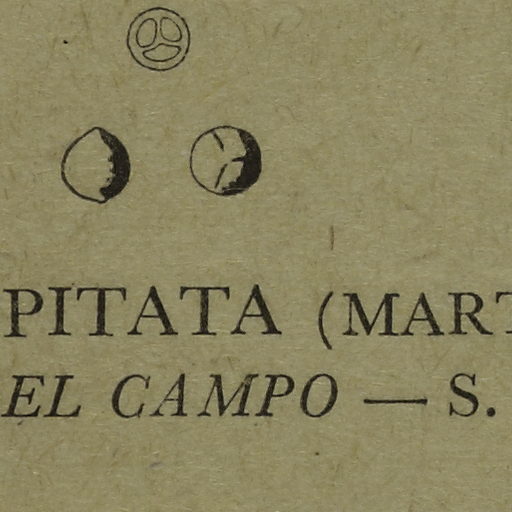 PITATA (MART
EL CAMPO — S.